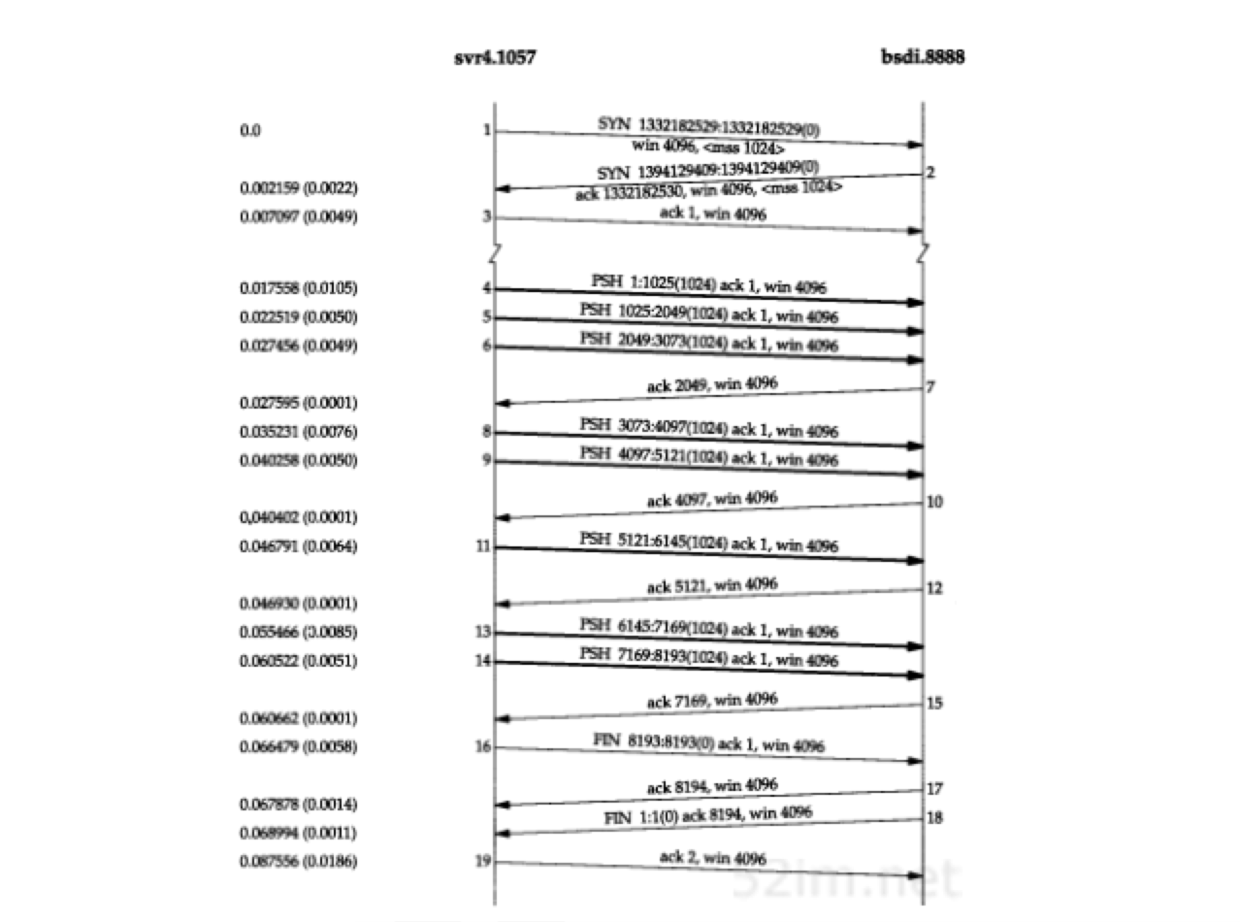 svr4.1057 bsdi.8888
0.0 1 SYN 1332182529:1332182529(0)
win 4096, <mss 1024>
SYN 1394129409:1394129409(0) 2
0.002159 (0.0022) ack 1332182530, win 4096, <mss 1024>
0.007097 (0.0049) 3 ack 1, win 4096
0.017558 (0.0105) 4 PSH 1:1025(1024) ack 1, win 4096
0.022519 (0.0050) 5 PSH 1025:2049(1024) ack 1, win 4096
0.027456 (0.0049) 6 PSH 2049:3073(1024) ack 1, win 4096
ack 2049, win 4096 7
0.027595 (0.0001)
0.035231 (0.0076) 8 PSH 3073:4097(1024) ack 1, win 4096
0.040258 (0.0050) 9 PSH 4097:5121(1024) ack 1, win 4096
ack 4097, win 4096 10
0.040402 (0.0001)
0.046791 (0.0064) 11 PSH 5121:6145(1024) ack 1, win 4096
ack 5121, win 4096 12
0.046930 (0.0001)
0.055466 (0.0085) 13 PSH 6145:7169(1024) ack 1, win 4096
0.060522 (0.0051) 14 PSH 7169:8193(1024) ack 1, win 4096
ack 7169, win 4096 15
0.060662 (0.0001)
0.066479 (0.0058) 16 FIN 8193:8193(0) ack 1, win 4096
ack 8194, win 4096 17
0.067878 (0.0014)
FIN 1:1(0) ack 8194, win 4096 18
0.068994 (0.0011)
0.087556 (0.0186) 19 ack 2, win 4096
52im.net